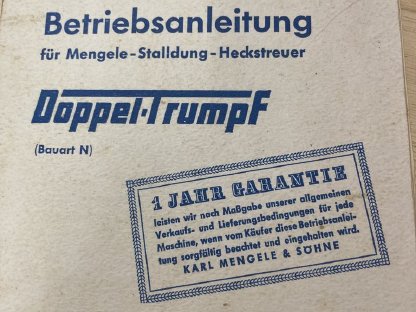 Betriebsanleitung
für Mengele-Stalldung-Heckstreuer
Doppel-Trumpf
(Bauart N)
1 JAHR GARANTIE
leisten wir nach Maßgabe unserer allgemeinen
Verkaufs- und Lieferungsbedingungen für jede
Maschine, wenn vom Käufer diese Betriebsanlei-
tung sorgfältig beachtet und eingehalten wird.
KARL MENGELE & SÖHNE